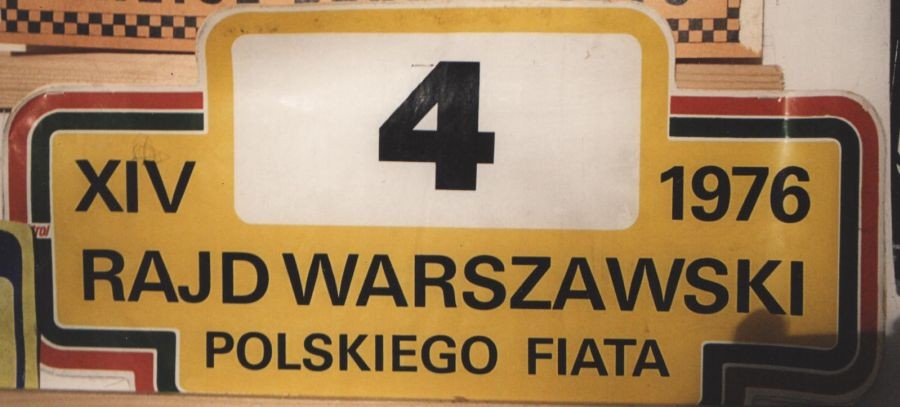 4
XIV 1976
RAJD WARSZAWSKI
POLSKIEGO FIATA